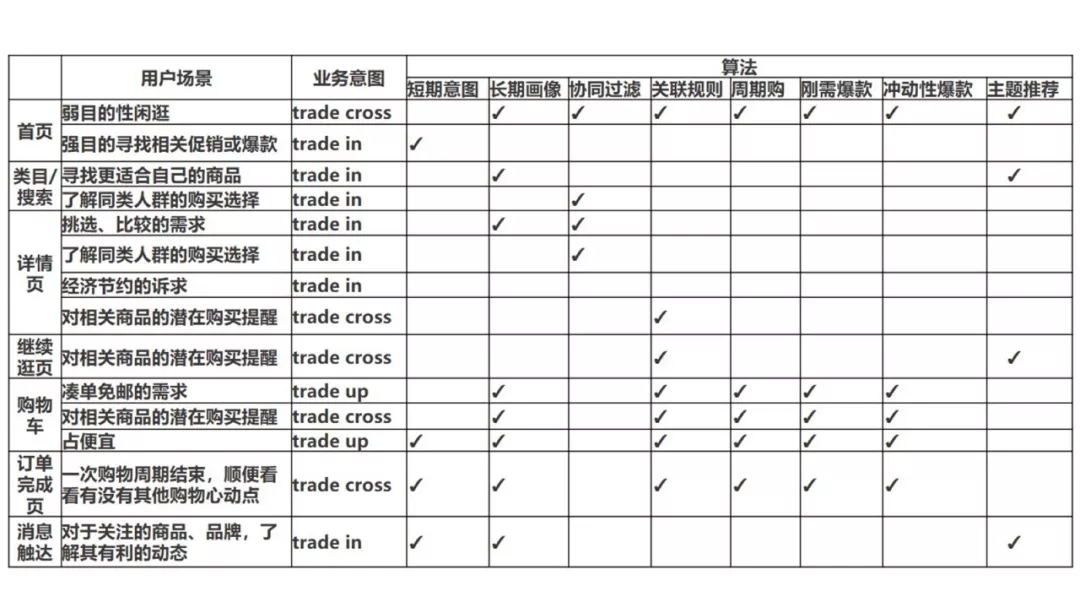 用户场景 业务意图 算法
短期意图 长期画像 协同过滤 关联规则 周期购 刚需爆款 冲动性爆款 主题推荐
首页 弱目的性闲逛 trade cross ✓ ✓ ✓ ✓ ✓ ✓ ✓
强目的寻找相关促销或爆款 trade in ✓
类目/
搜索
寻找更适合自己的商品 trade in ✓ ✓
了解同类人群的购买选择 trade in ✓
详情
页
挑选、比较的需求 trade in ✓ ✓
了解同类人群的购买选择 trade in ✓
经济节约的诉求 trade in
对相关商品的潜在购买提醒 trade cross ✓
继续
逛页
对相关商品的潜在购买提醒 trade cross ✓ ✓
购物
车
凑单免邮的需求 trade up ✓ ✓ ✓ ✓ ✓
对相关商品的潜在购买提醒 trade cross ✓ ✓ ✓ ✓ ✓
占便宜 trade up ✓ ✓ ✓ ✓ ✓ ✓
订单
完成
页
一次购物周期结束，顺便看
看有没有其他购物心动点
trade cross ✓ ✓ ✓ ✓ ✓ ✓
消息
触达
对于关注的商品、品牌，了
解其有利的动态
trade in ✓ ✓ ✓